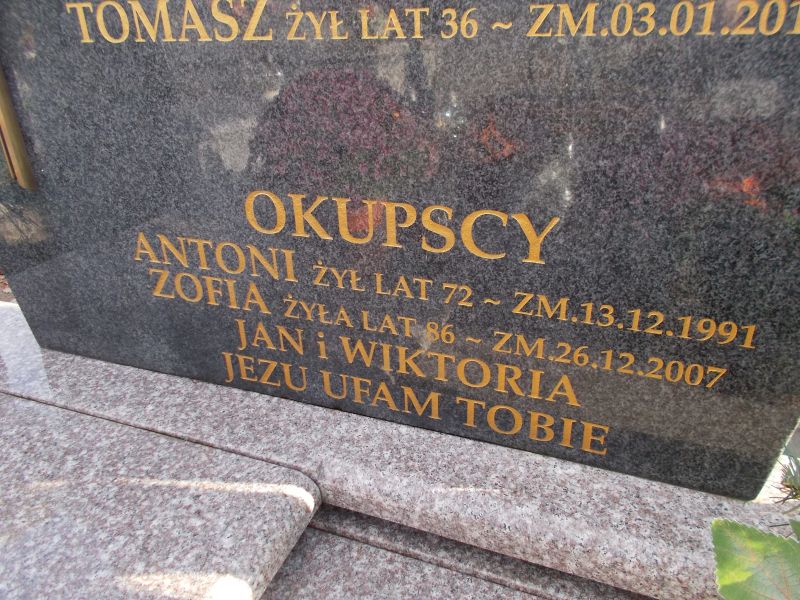 TOMASZ ŻYŁ LAT 36 ~ ZM.03.01.201
OKUPSCY
ANTONI ŻYŁ LAT 72 ~ ZM.13.12.1991
ZOFIA ŻYŁA LAT 86 ~ ZM.26.12.2007
JAN i WIKTORIA
JEZU UFAM TOBIE